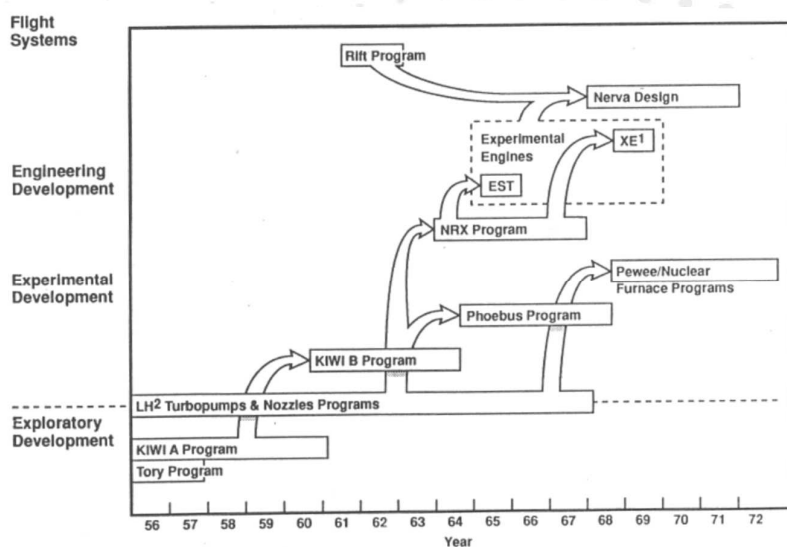 Flight
Systems
Rift Program
Nerva Design
Experimental
Engines
XE1
Engineering
Development
EST
NRX Program
Experimental
Development
Pewee/Nuclear
Furnace Programs
Phoebus Program
KIWI B Program
LH2 Turbopumps & Nozzles Programs
Exploratory
Development
KIWI A Program
Tory Program
56 57 58 59 60 61 62 63 64 65 66 67 68 69 70 71 72
Year